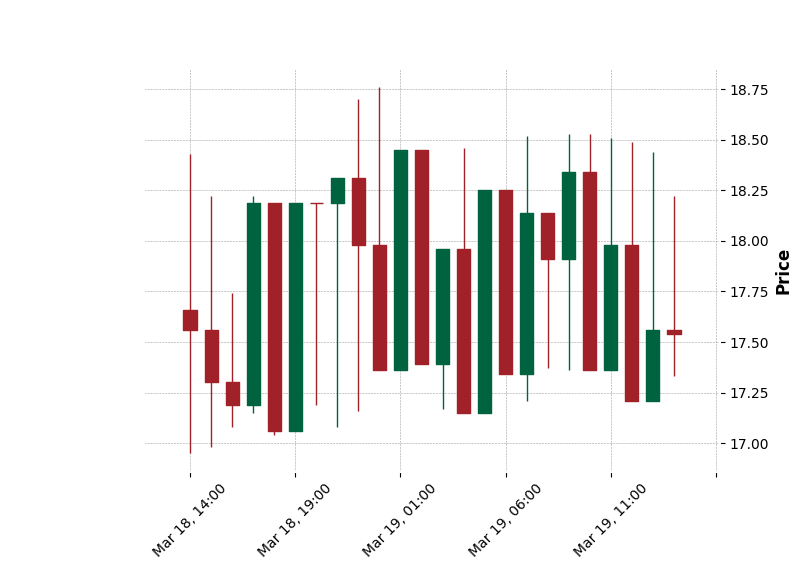 18.75
18.50
18.25
18.00
17.75
17.50
17.25
17.00
Price
Mar 18, 14:00
Mar 18, 19:00
Mar 19, 01:00
Mar 19, 06:00
Mar 19, 11:00